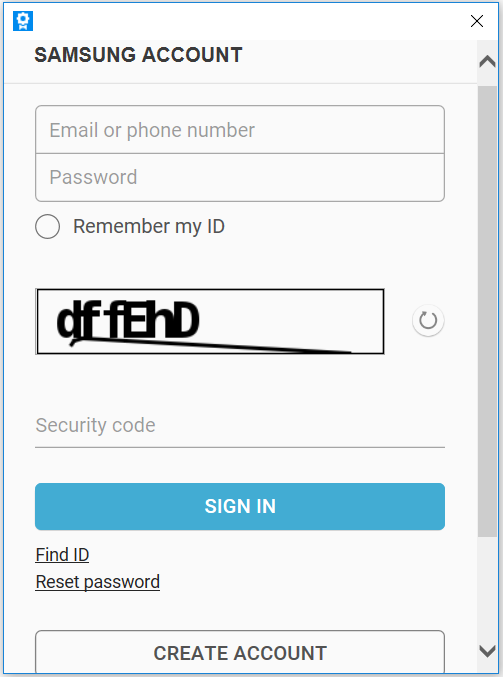 SAMSUNG ACCOUNT
Email or phone number
Password
Remember my ID
dffEhD
Security code
SIGN IN
Find ID
Reset password
CREATE ACCOUNT